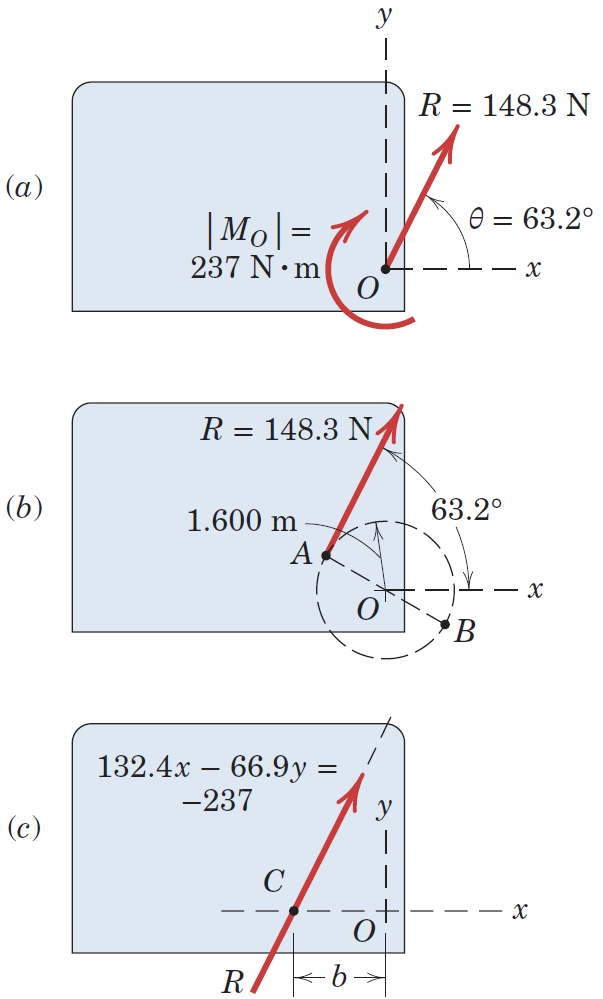 y
R = 148.3 N
(a)
|M_O| =
237 N·m
θ = 63.2°
O
x
R = 148.3 N
(b)
1.600 m
63.2°
A
O
x
B
132.4x − 66.9y =
−237
(c)
y
C
O
x
R
b